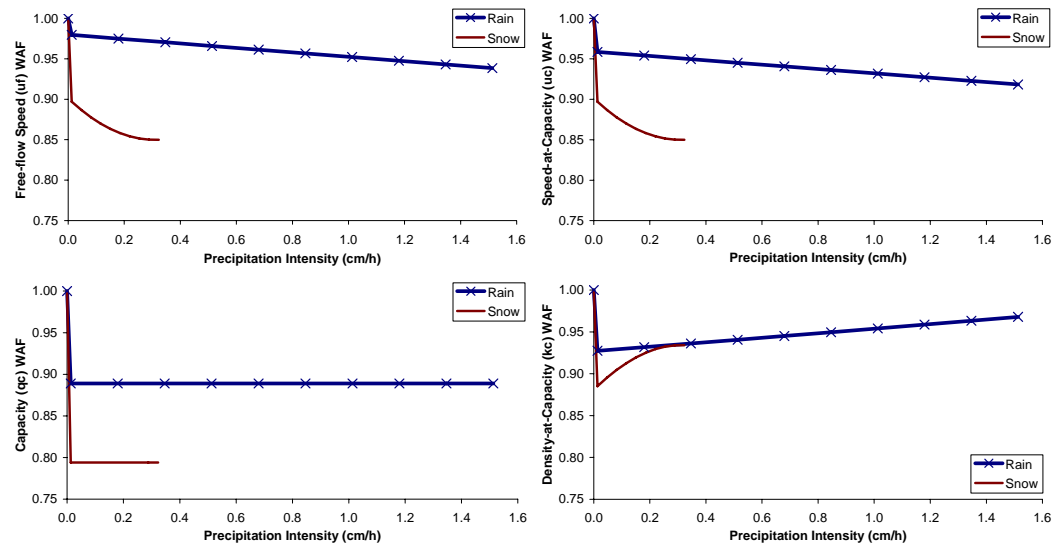 Free-flow Speed (uf) WAF
1.00
0.95
0.90
0.85
0.80
0.75
0.0 0.2 0.4 0.6 0.8 1.0 1.2 1.4 1.6
Precipitation Intensity (cm/h)
Rain
Snow
Speed-at-Capacity (uc) WAF
1.00
0.95
0.90
0.85
0.80
0.75
0.0 0.2 0.4 0.6 0.8 1.0 1.2 1.4 1.6
Precipitation Intensity (cm/h)
Rain
Snow
Capacity (qc) WAF
1.00
0.95
0.90
0.85
0.80
0.75
0.0 0.2 0.4 0.6 0.8 1.0 1.2 1.4 1.6
Precipitation Intensity (cm/h)
Rain
Snow
Density-at-Capacity (kc) WAF
1.00
0.95
0.90
0.85
0.80
0.75
0.0 0.2 0.4 0.6 0.8 1.0 1.2 1.4 1.6
Precipitation Intensity (cm/h)
Rain
Snow